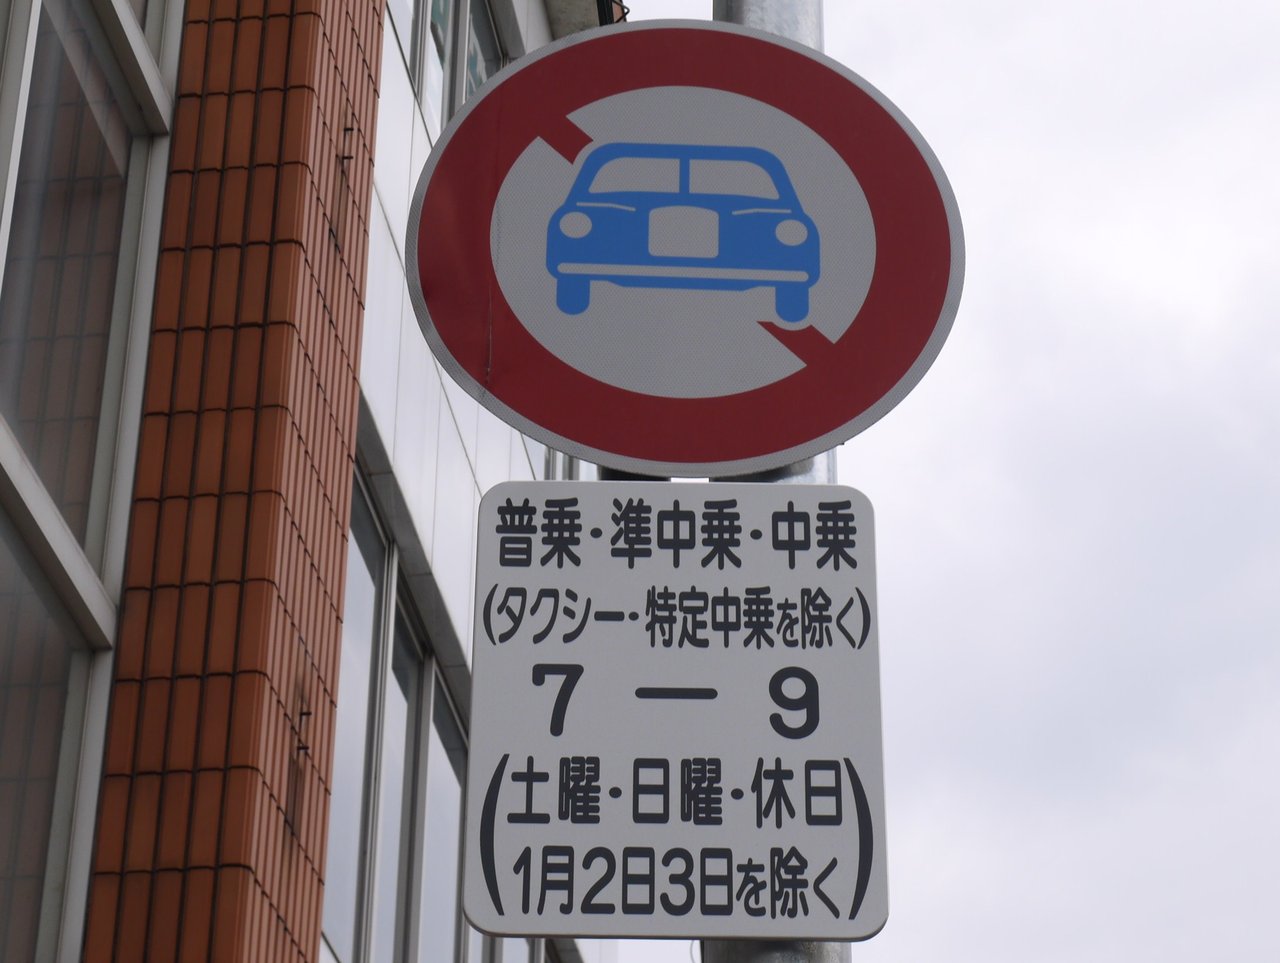 普乗・準中乗・中乗
(タクシー・特定中乗を除く)
7―9
(土曜・日曜・休日
1月2日3日を除く)